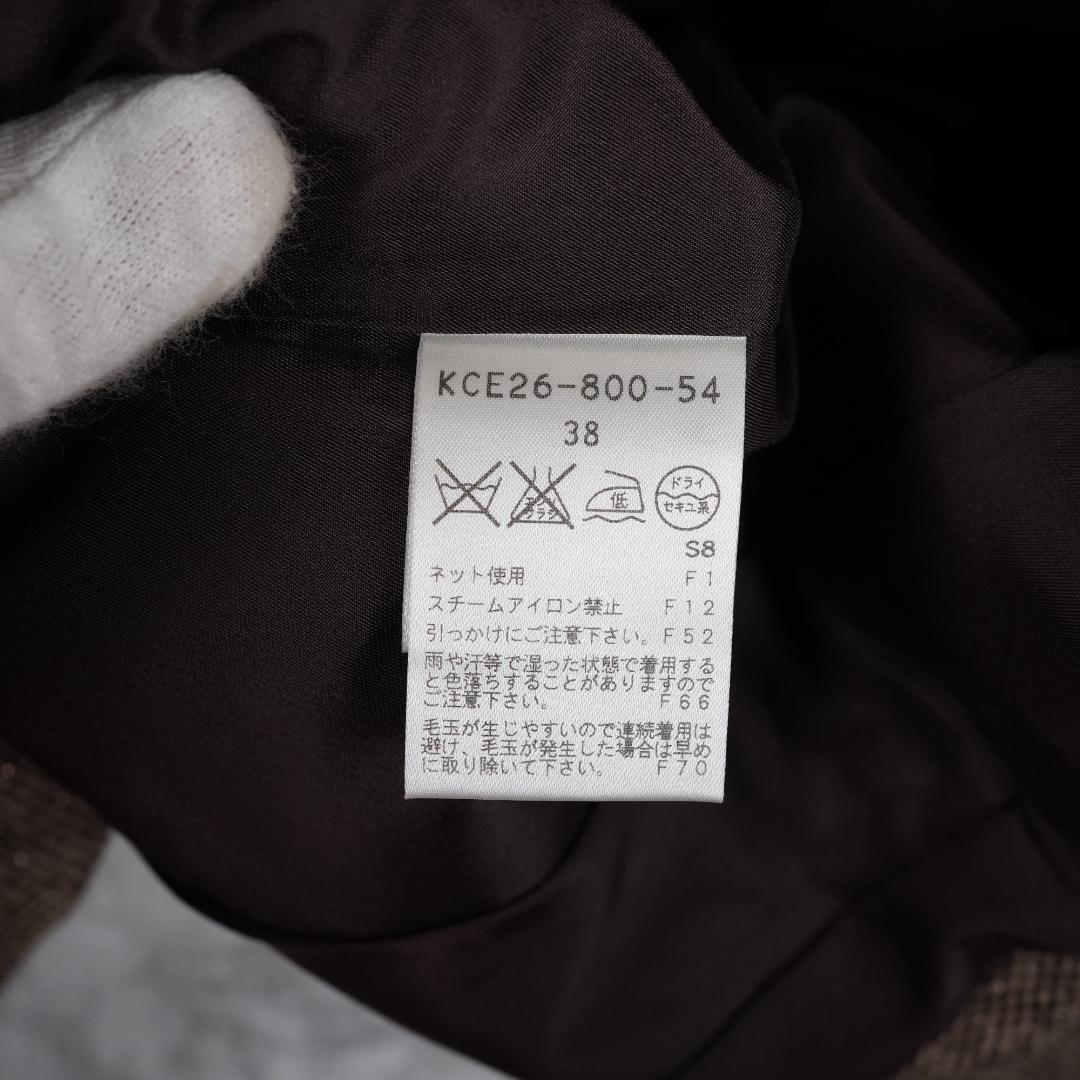 KCE26-800-54
38
エンソ
サラシ
低
ドライ
セキユ系
S8
ネット使用 F1
スチームアイロン禁止 F12
引っかけにご注意下さい。F52
雨や汗等で湿った状態で着用する
と色落ちすることがありますので
ご注意下さい。 F66
毛玉が生じやすいので連続着用は
避け、毛玉が発生した場合は早め
に取り除いて下さい。 F70